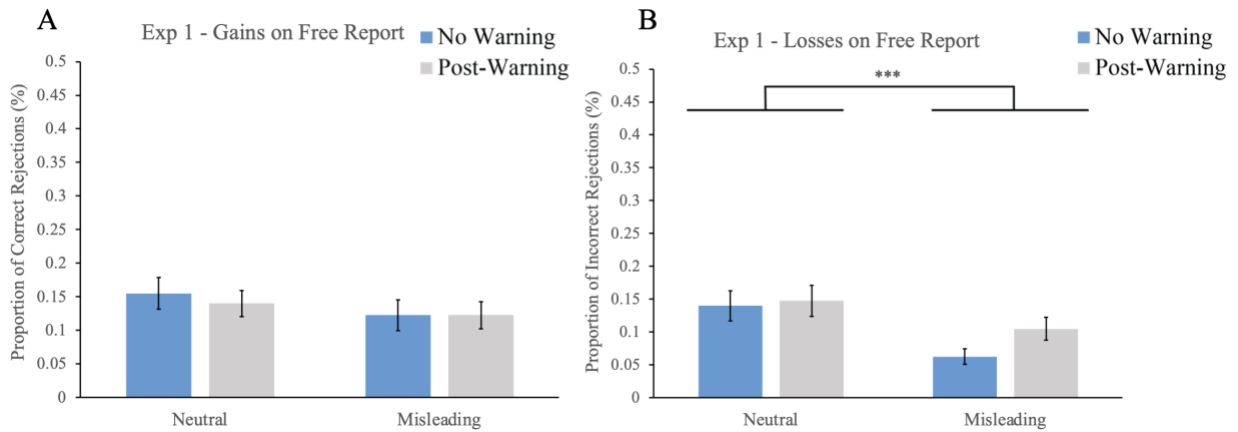 A
Exp 1 - Gains on Free Report
No Warning
Post-Warning
Proportion of Correct Rejections (%)
0.5
0.45
0.4
0.35
0.3
0.25
0.2
0.15
0.1
0.05
0
Neutral
Misleading
B
Exp 1 - Losses on Free Report
No Warning
Post-Warning
***
Proportion of Incorrect Rejections (%)
0.5
0.45
0.4
0.35
0.3
0.25
0.2
0.15
0.1
0.05
0
Neutral
Misleading